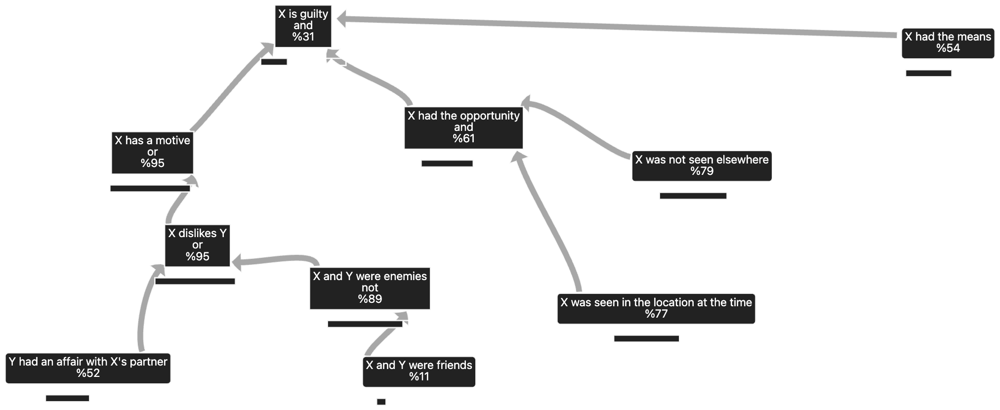 X is guilty
and
%31
X had the means
%54
X had the opportunity
and
%61
X has a motive
or
%95
X was not seen elsewhere
%79
X dislikes Y
or
%95
X and Y were enemies
not
%89
X was seen in the location at the time
%77
Y had an affair with X's partner
%52
X and Y were friends
%11